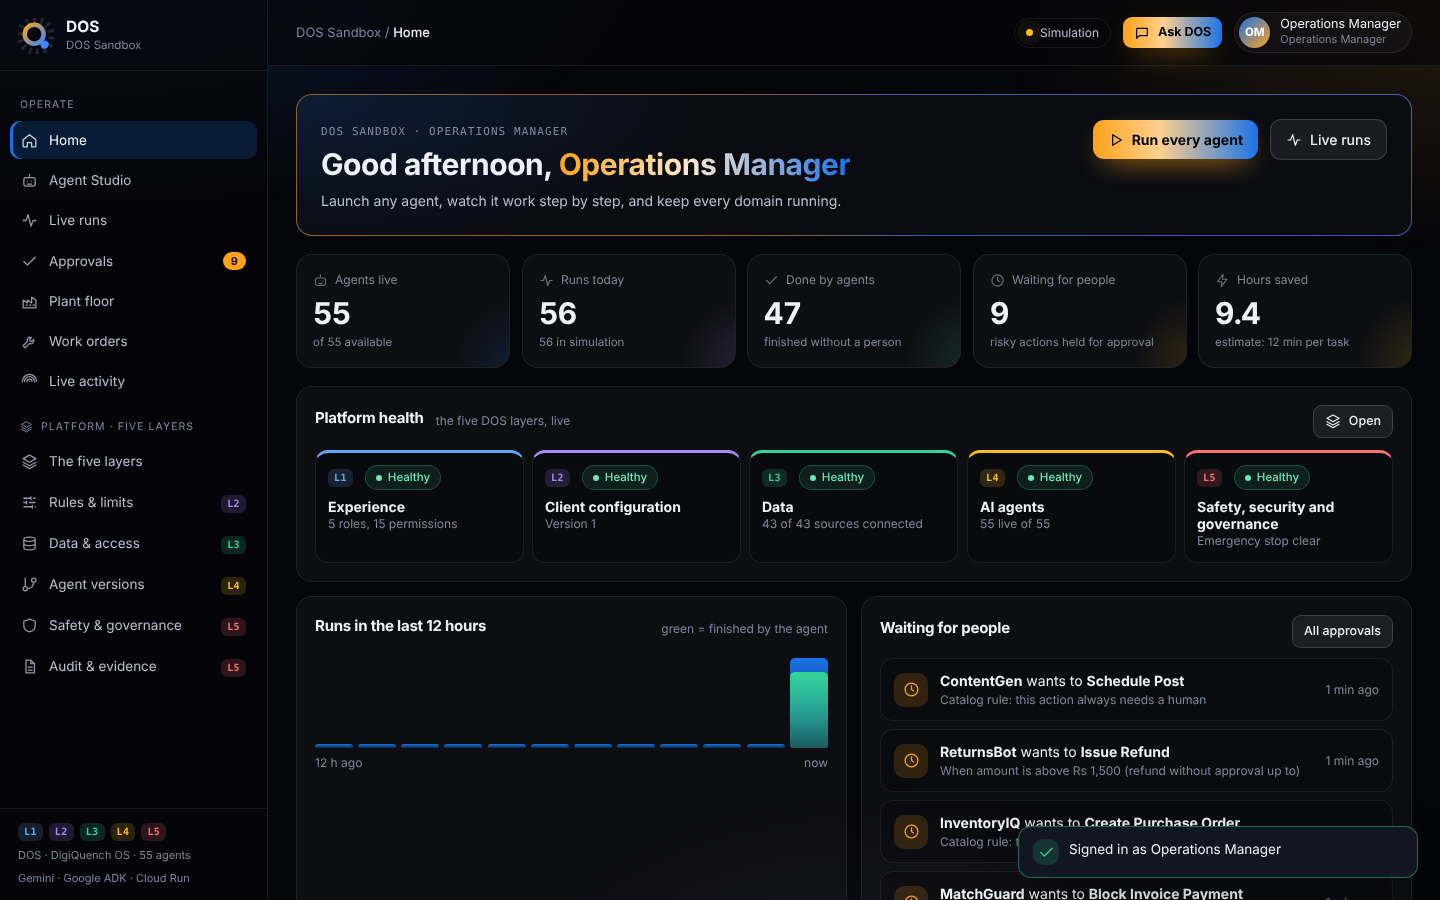 DOS
DOS Sandbox
OPERATE
Home
Agent Studio
Live runs
Approvals 9
Plant floor
Work orders
Live activity
PLATFORM · FIVE LAYERS
The five layers
Rules & limits L2
Data & access L3
Agent versions L4
Safety & governance L5
Audit & evidence L5
L1 L2 L3 L4 L5
DOS · DigiQuench OS · 55 agents
Gemini · Google ADK · Cloud Run
DOS Sandbox / Home
Simulation
Ask DOS
OM
Operations Manager
Operations Manager
DOS SANDBOX · OPERATIONS MANAGER
Good afternoon, Operations Manager
Launch any agent, watch it work step by step, and keep every domain running.
Run every agent
Live runs
Agents live
55
of 55 available
Runs today
56
56 in simulation
Done by agents
47
finished without a person
Waiting for people
9
risky actions held for approval
Hours saved
9.4
estimate: 12 min per task
Platform health the five DOS layers, live
Open
L1 Healthy
Experience
5 roles, 15 permissions
L2 Healthy
Client configuration
Version 1
L3 Healthy
Data
43 of 43 sources connected
L4 Healthy
AI agents
55 live of 55
L5 Healthy
Safety, security and
governance
Emergency stop clear
Runs in the last 12 hours
green = finished by the agent
12 h ago
now
Waiting for people
All approvals
ContentGen wants to Schedule Post
Catalog rule: this action always needs a human
1 min ago
ReturnsBot wants to Issue Refund
When amount is above Rs 1,500 (refund without approval up to)
1 min ago
InventoryIQ wants to Create Purchase Order
Catalog rule:
MatchGuard wants to Block Invoice Payment
Signed in as Operations Manager